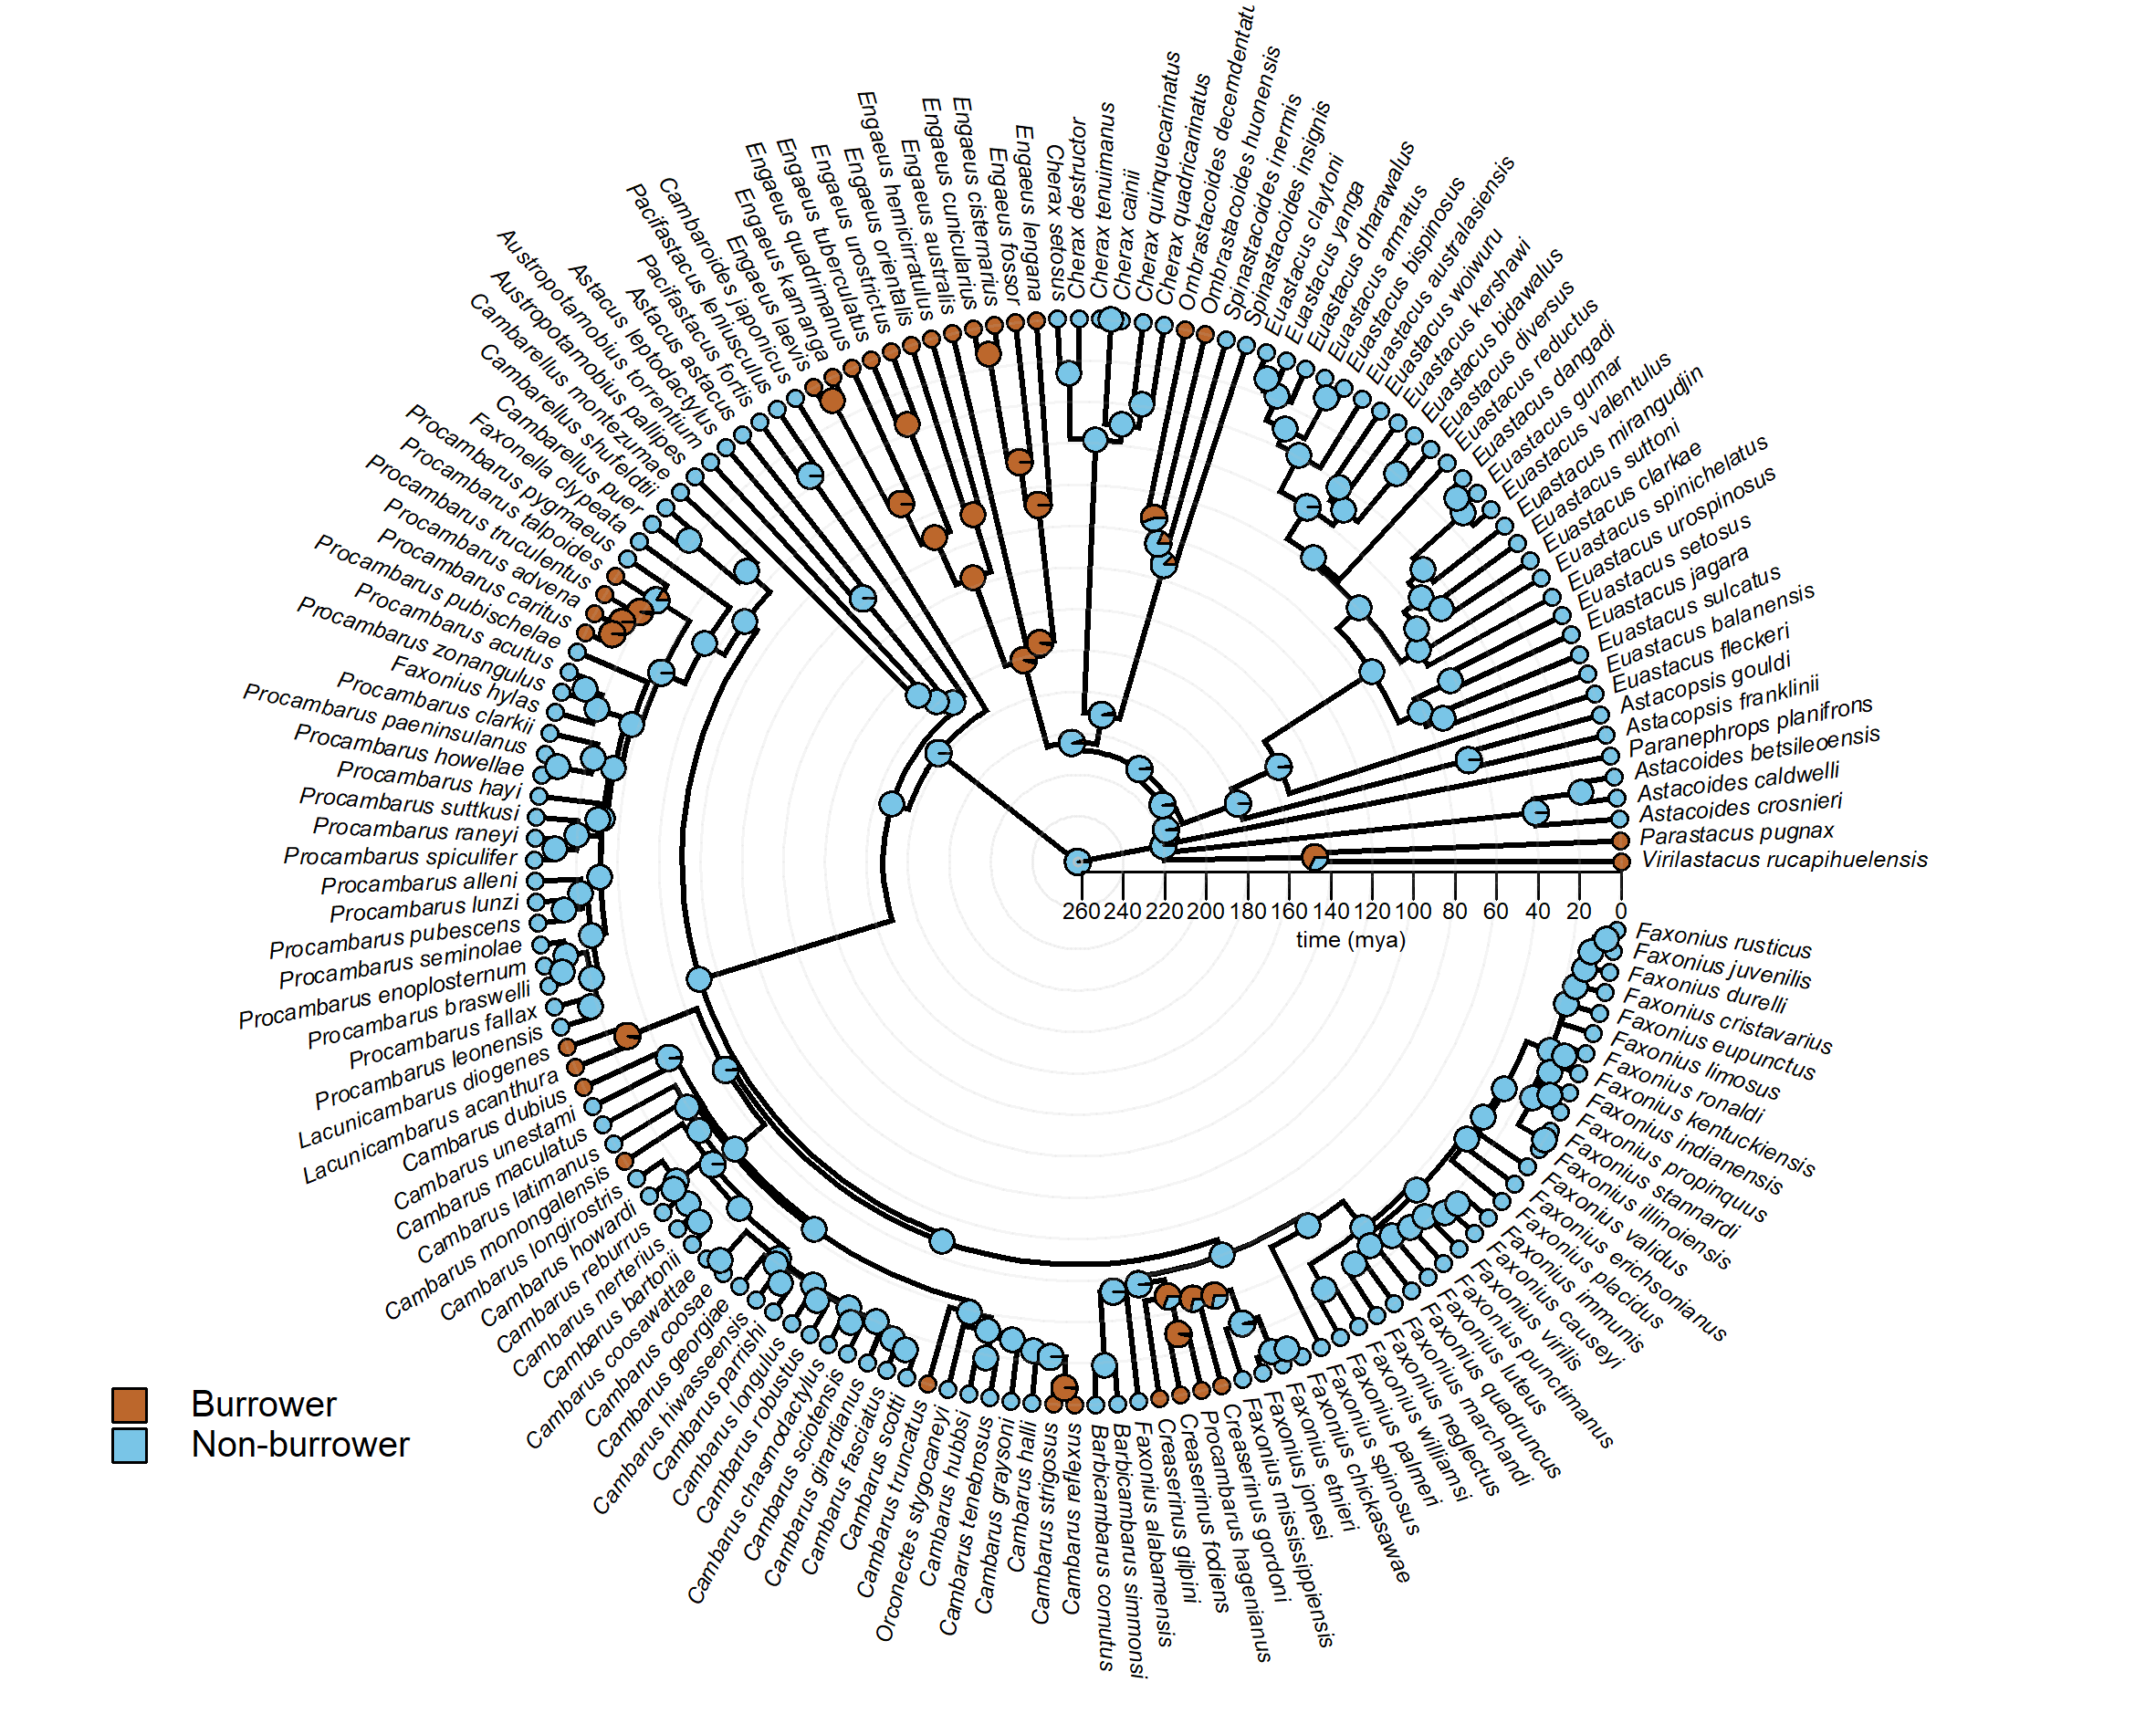 Virilastacus rucapihuelensis
Parastacus pugnax
Astacoides crosnieri
Astacoides caldwelli
Astacoides betsileoensis
Paranephrops planifrons
Astacopsis franklinii
Astacopsis gouldi
Euastacus fleckeri
Euastacus balanensis
Euastacus sulcatus
Euastacus jagara
Euastacus setosus
Euastacus urospinosus
Euastacus spinichelatus
Euastacus clarkae
Euastacus suttoni
Euastacus mirangudjin
Euastacus valentulus
Euastacus gumar
Euastacus dangadi
Euastacus reductus
Euastacus diversus
Euastacus bidawalus
Euastacus kershawi
Euastacus woiwuru
Euastacus australasiensis
Euastacus bispinosus
Euastacus armatus
Euastacus dharawalus
Euastacus yanga
Euastacus claytoni
Spinastacoides insignis
Spinastacoides inermis
Ombrastacoides huonensis
Ombrastacoides decemdentatu
Cherax quadricarinatus
Cherax quinquecarinatus
Cherax cainii
Cherax tenuimanus
Cherax destructor
Cherax setosus
Engaeus lengana
Engaeus fossor
Engaeus cisternarius
Engaeus cunicularius
Engaeus australis
Engaeus hemicirratulus
Engaeus orientalis
Engaeus urostrictus
Engaeus tuberculatus
Engaeus quadrimanus
Engaeus karnanga
Engaeus laevis
Cambaroides japonicus
Pacifastacus leniusculus
Pacifastacus fortis
Astacus astacus
Astacus leptodactylus
Austropotamobius torrentium
Austropotamobius pallipes
Cambarellus montezumae
Cambarellus shufeldtii
Cambarellus puer
Faxonella clypeata
Procambarus pygmaeus
Procambarus talpoides
Procambarus truculentus
Procambarus advena
Procambarus caritus
Procambarus pubischelae
Procambarus acutus
Procambarus zonangulus
Faxonius hylas
Procambarus clarkii
Procambarus paeninsulanus
Procambarus howellae
Procambarus hayi
Procambarus suttkusi
Procambarus raneyi
Procambarus spiculifer
Procambarus alleni
Procambarus lunzi
Procambarus pubescens
Procambarus seminolae
Procambarus enoplosternum
Procambarus braswelli
Procambarus fallax
Procambarus leonensis
Lacunicambarus diogenes
Lacunicambarus acanthura
Cambarus dubius
Cambarus unestami
Cambarus maculatus
Cambarus latimanus
Cambarus monongalensis
Cambarus longirostris
Cambarus howardi
Cambarus reburrus
Cambarus nerterius
Cambarus bartonii
Cambarus coosawattae
Cambarus coosae
Cambarus georgiae
Cambarus hiwasseensis
Cambarus parrishi
Cambarus longulus
Cambarus robustus
Cambarus chasmodactylus
Cambarus sciotensis
Cambarus girardianus
Cambarus fasciatus
Cambarus scotti
Cambarus truncatus
Orconectes stygocaneyi
Cambarus hubbsi
Cambarus tenebrosus
Cambarus graysoni
Cambarus halli
Cambarus strigosus
Cambarus reflexus
Barbicambarus cornutus
Barbicambarus simmonsi
Faxonius alabamensis
Creaserinus gilpini
Creaserinus fodiens
Procambarus hagenianus
Creaserinus gordoni
Faxonius mississippiensis
Faxonius jonesi
Faxonius etnieri
Faxonius chickasawae
Faxonius spinosus
Faxonius palmeri
Faxonius williamsi
Faxonius neglectus
Faxonius marchandi
Faxonius quadruncus
Faxonius luteus
Faxonius punctimanus
Faxonius virilis
Faxonius causeyi
Faxonius immunis
Faxonius placidus
Faxonius erichsonianus
Faxonius validus
Faxonius illinoiensis
Faxonius stannardi
Faxonius propinquus
Faxonius indianensis
Faxonius kentuckiensis
Faxonius ronaldi
Faxonius limosus
Faxonius eupunctus
Faxonius cristavarius
Faxonius durelli
Faxonius juvenilis
Faxonius rusticus
260 240 220 200 180 160 140 120 100 80 60 40 20 0
time (mya)
Burrower
Non-burrower